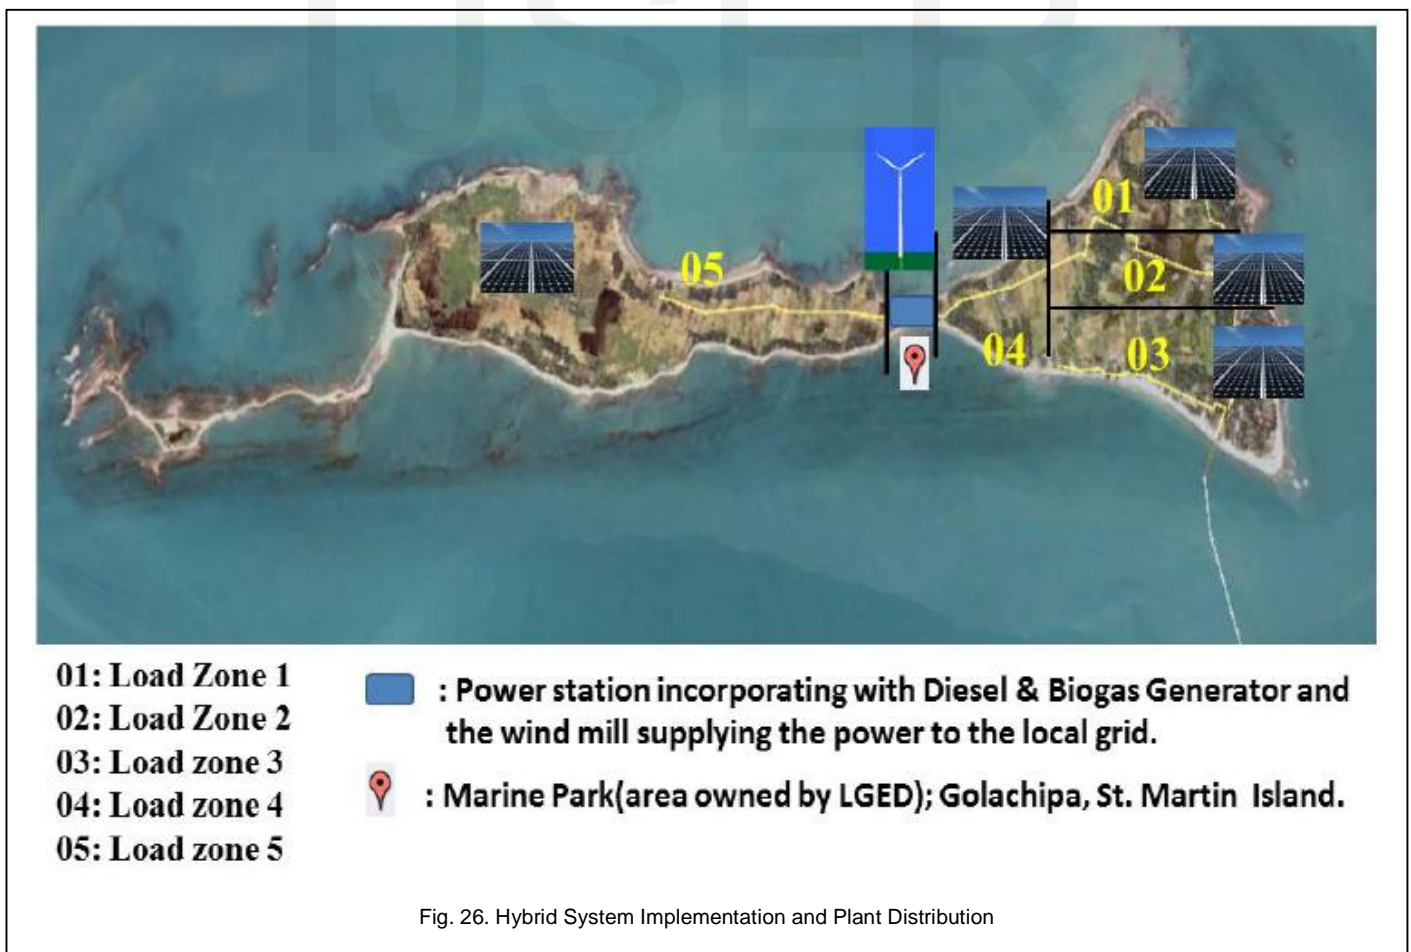 IJSER
01
02
05
04
03
01: Load Zone 1
02: Load Zone 2
03: Load zone 3
04: Load zone 4
05: Load zone 5
: Power station incorporating with Diesel & Biogas Generator and
the wind mill supplying the power to the local grid.
: Marine Park(area owned by LGED); Golachipa, St. Martin Island.
Fig. 26. Hybrid System Implementation and Plant Distribution